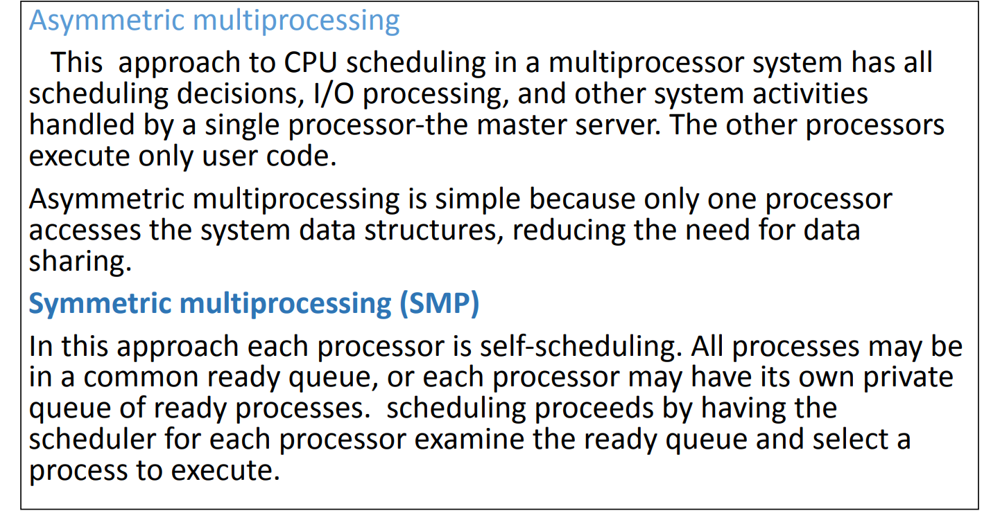 Asymmetric multiprocessing
This  approach to CPU scheduling in a multiprocessor system has all
scheduling decisions, I/O processing, and other system activities
handled by a single processor-the master server. The other processors
execute only user code.
Asymmetric multiprocessing is simple because only one processor
accesses the system data structures, reducing the need for data
sharing.
Symmetric multiprocessing (SMP)
In this approach each processor is self-scheduling. All processes may be
in a common ready queue, or each processor may have its own private
queue of ready processes.  scheduling proceeds by having the
scheduler for each processor examine the ready queue and select a
process to execute.